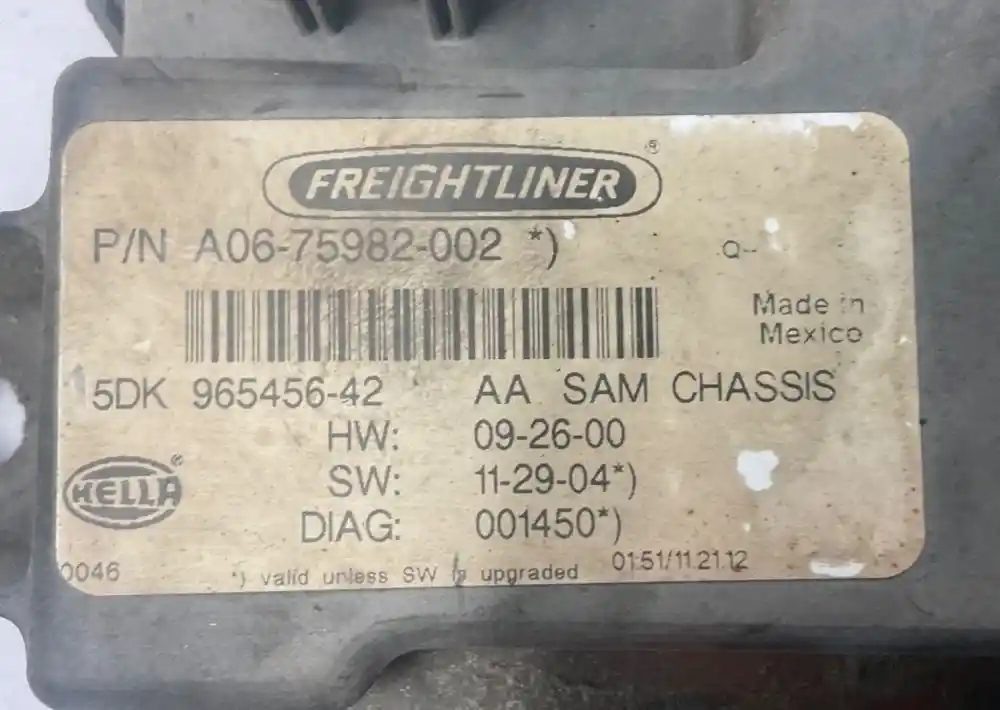 FREIGHTLINER ®
P/N A06-75982-002 *)
Q--
Made in
Mexico
5DK 965456-42 AA SAM CHASSIS
HW: 09-26-00
SW: 11-29-04*)
HELLA ®
DIAG: 001450*)
0046
*) valid unless SW is upgraded
01:51/11.21.12